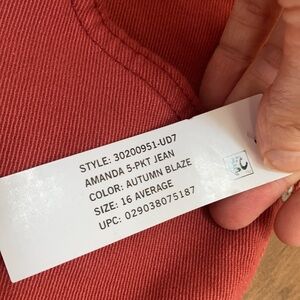 STYLE: 30200951-UD7
AMANDA 5-PKT JEAN
COLOR: AUTUMN BLAZE
SIZE: 16 AVERAGE
UPC: 029038075187